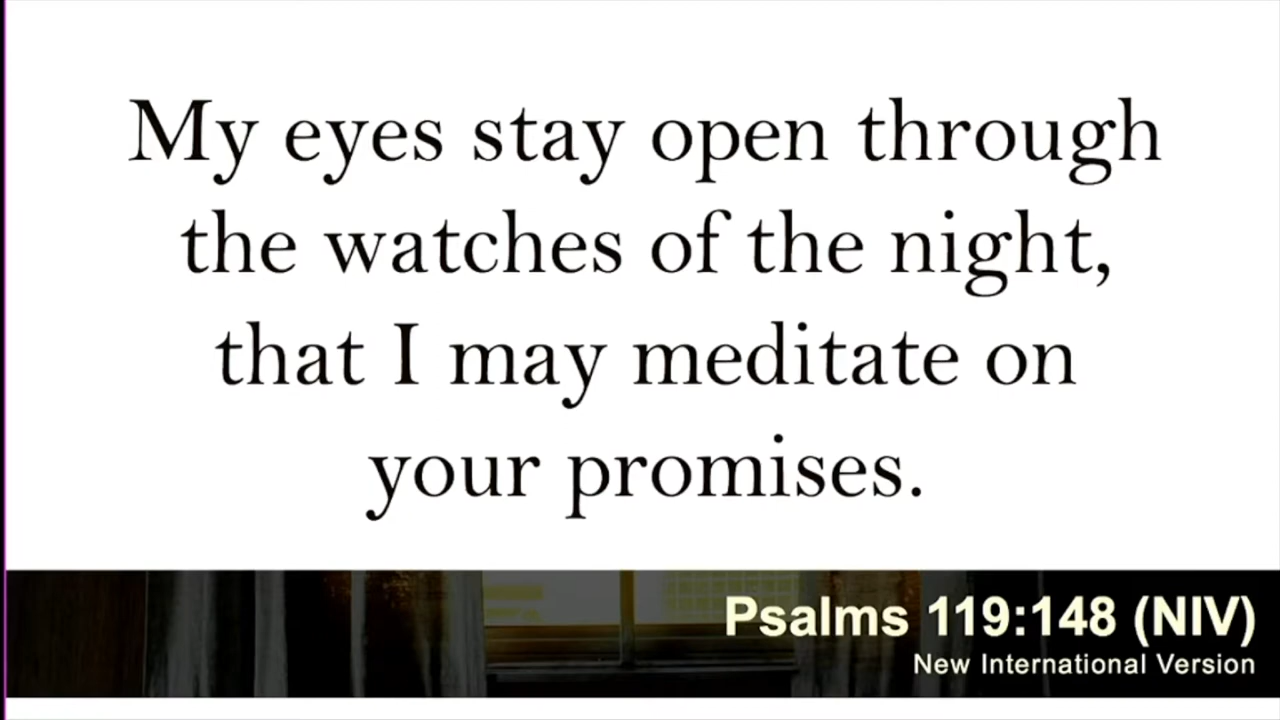 My eyes stay open through
the watches of the night,
that I may meditate on
your promises.
Psalms 119:148 (NIV)
New International Version